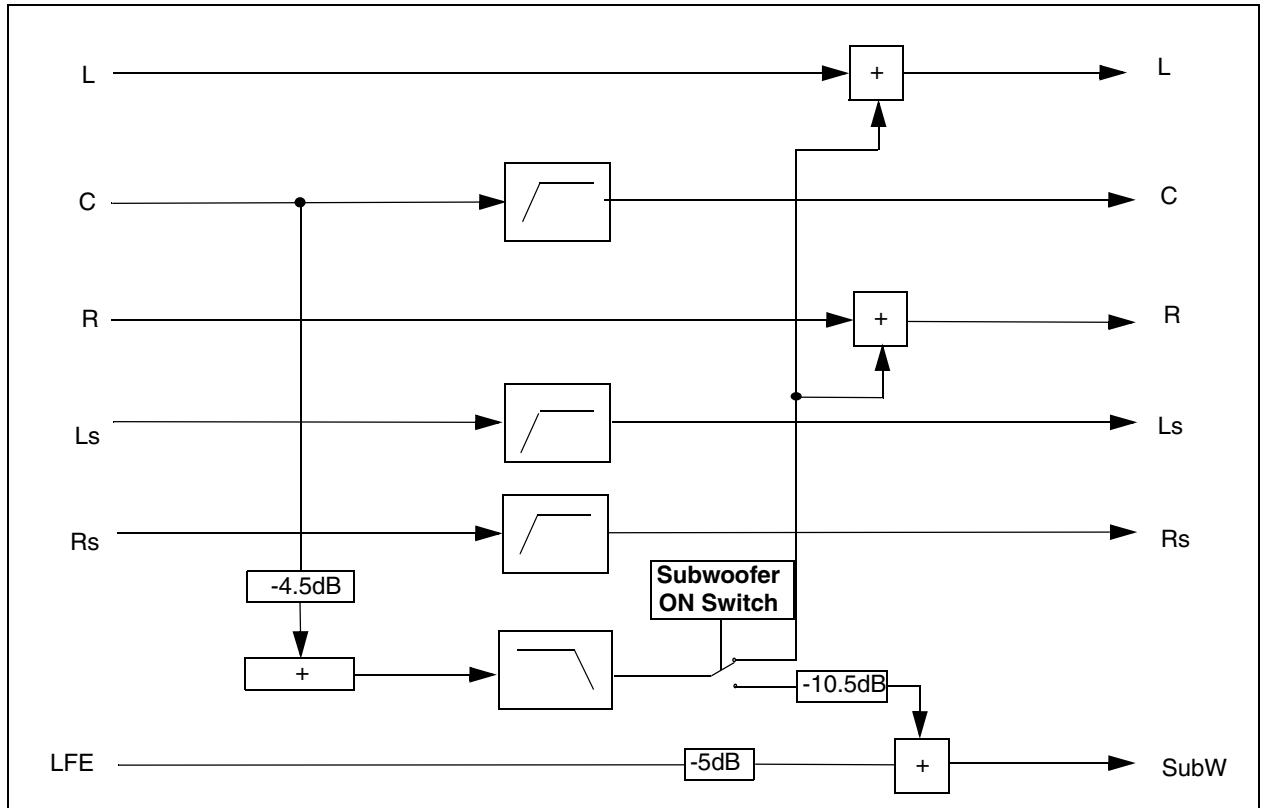 L
+
L
C
C
R
+
R
Ls
Ls
Rs
Rs
-4.5dB
Subwoofer
ON Switch
+
-10.5dB
LFE
-5dB
+
SubW